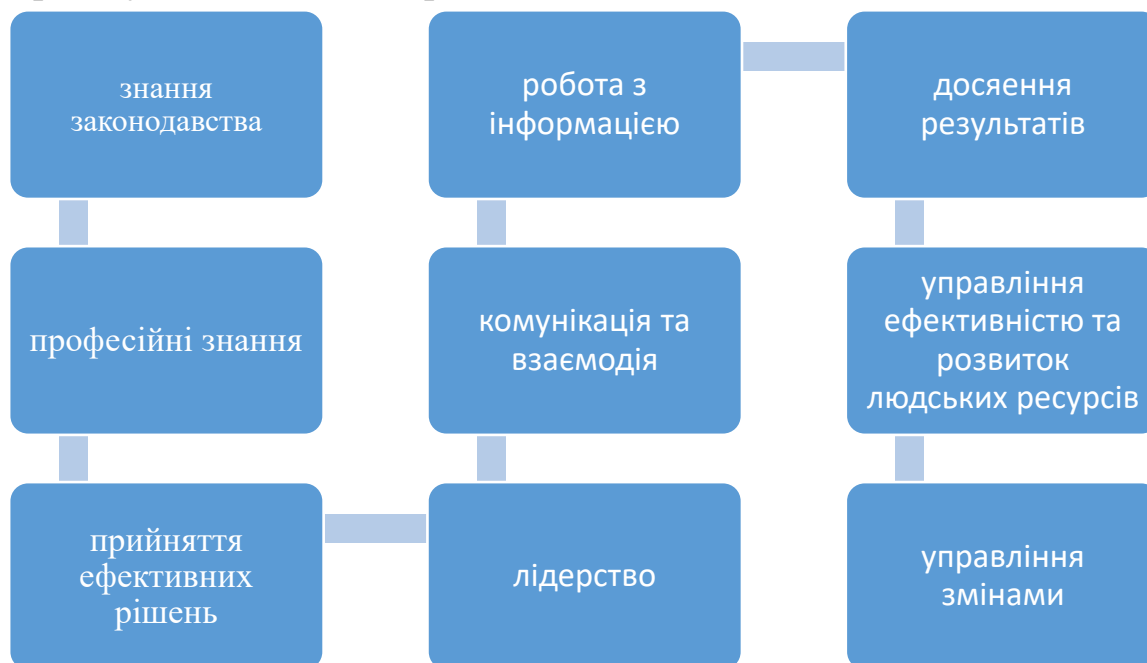 знання
законодавства
професійні знання
прийняття
ефективних
рішень
лідерство
комунікація та
взаємодія
робота з
інформацією
досяення
результатів
управління
ефективністю та
розвиток
людських ресурсів
управління
змінами